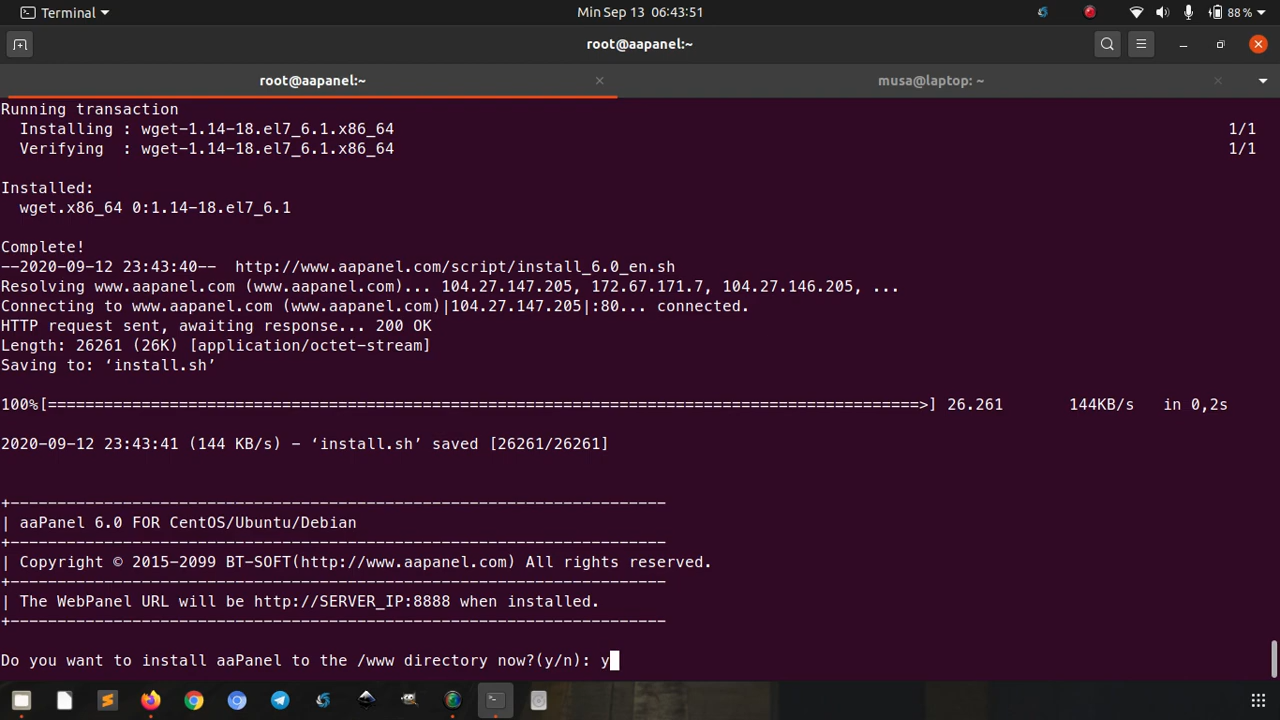 Terminal
Min Sep 13 06:43:51
88 %
root@aapanel:~
root@aapanel:~
musa@laptop: ~
Running transaction
Installing : wget-1.14-18.el7_6.1.x86_64 1/1
Verifying : wget-1.14-18.el7_6.1.x86_64 1/1
Installed:
wget.x86_64 0:1.14-18.el7_6.1
Complete!
--2020-09-12 23:43:40-- http://www.aapanel.com/script/install_6.0_en.sh
Resolving www.aapanel.com (www.aapanel.com)... 104.27.147.205, 172.67.171.7, 104.27.146.205, ...
Connecting to www.aapanel.com (www.aapanel.com)|104.27.147.205|:80... connected.
HTTP request sent, awaiting response... 200 OK
Length: 26261 (26K) [application/octet-stream]
Saving to: ‘install.sh’
100%[=============================================================================================>] 26.261 144KB/s in 0,2s
2020-09-12 23:43:41 (144 KB/s) - ‘install.sh’ saved [26261/26261]
+----------------------------------------------------------------------
| aaPanel 6.0 FOR CentOS/Ubuntu/Debian
+----------------------------------------------------------------------
| Copyright © 2015-2099 BT-SOFT(http://www.aapanel.com) All rights reserved.
+----------------------------------------------------------------------
| The WebPanel URL will be http://SERVER_IP:8888 when installed.
+----------------------------------------------------------------------
Do you want to install aaPanel to the /www directory now?(y/n): y